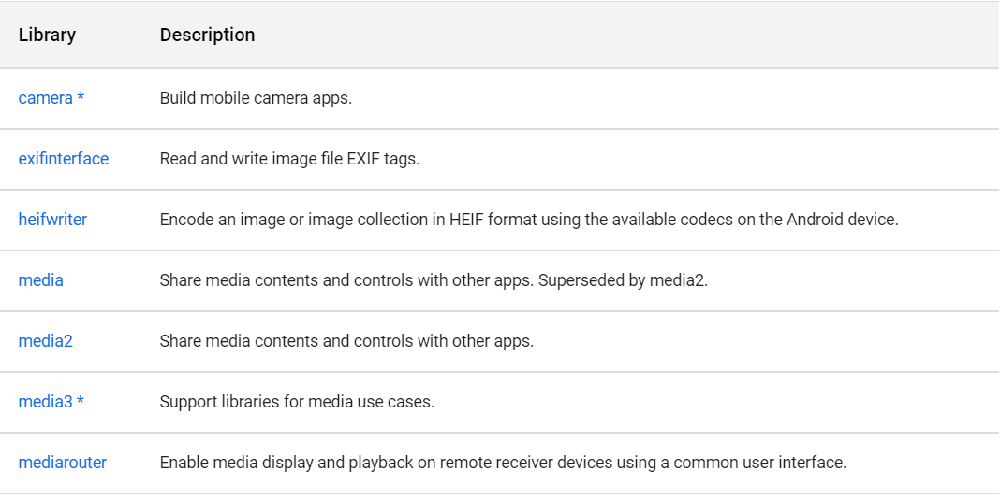 Library Description
camera * Build mobile camera apps.
exifinterface Read and write image file EXIF tags.
heifwriter Encode an image or image collection in HEIF format using the available codecs on the Android device.
media Share media contents and controls with other apps. Superseded by media2.
media2 Share media contents and controls with other apps.
media3 * Support libraries for media use cases.
mediarouter Enable media display and playback on remote receiver devices using a common user interface.